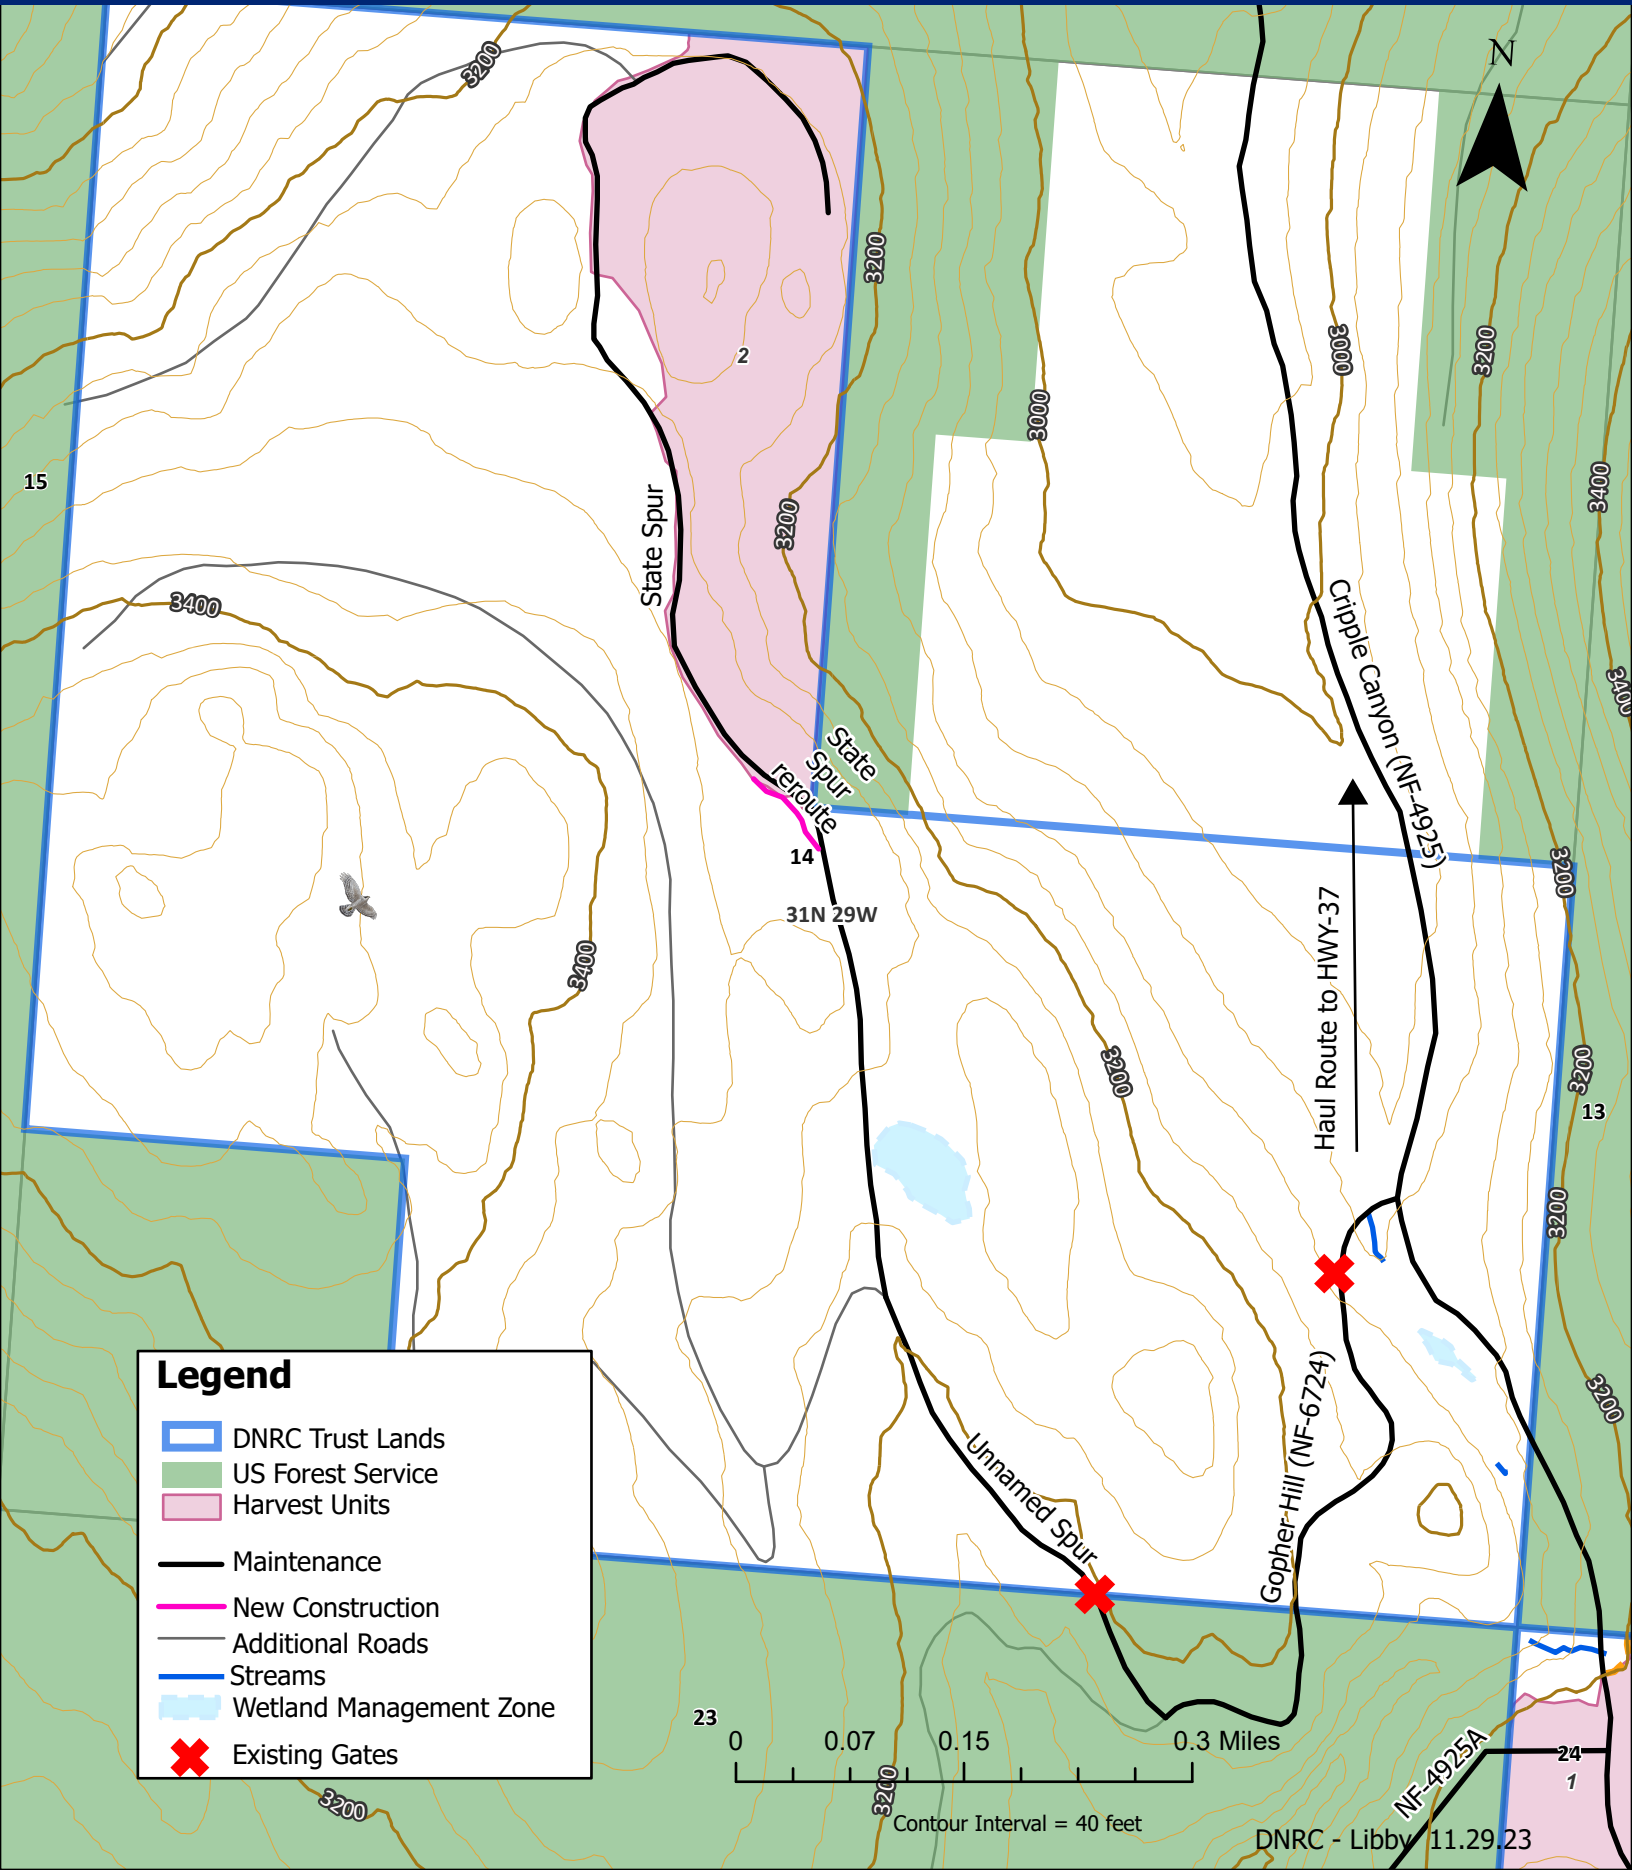 N
3200
3200
3000
3000
3200
3400
2
15
3200
State Spur
3400
Cripple Canyon (NF-4925)
3400
State
Spur
reroute
14
31N 29W
3200
3400
Haul Route to HWY-37
3200
3200
13
3200
Gopher Hill (NF-6724)
3200
Unnamed Spur
Legend
DNRC Trust Lands
US Forest Service
Harvest Units
Maintenance
New Construction
Additional Roads
Streams
Wetland Management Zone
Existing Gates
23
0 0.07 0.15 0.3 Miles
3200
3200
Contour Interval = 40 feet
NF-4925A
24
1
DNRC - Libby 11.29.23